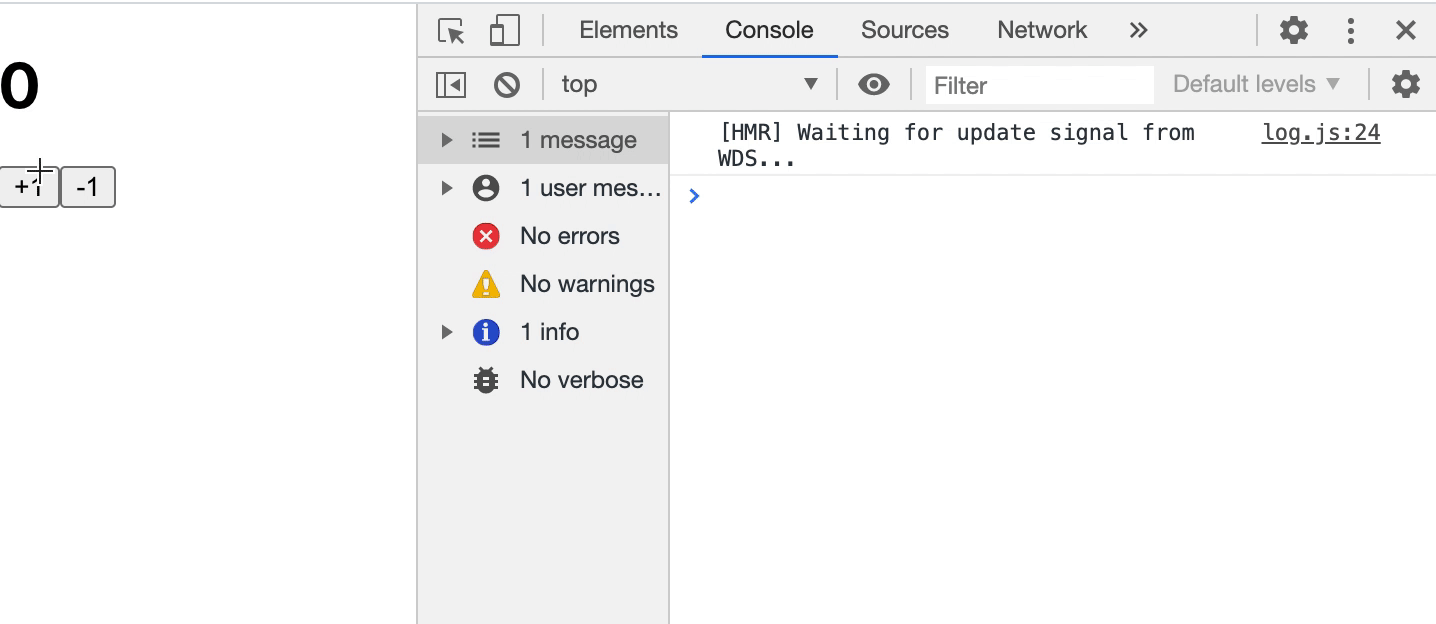 0
+1 -1
Elements Console Sources Network
top Filter Default levels
1 message
1 user mes...
No errors
No warnings
1 info
No verbose
[HMR] Waiting for update signal from log.js:24
WDS...